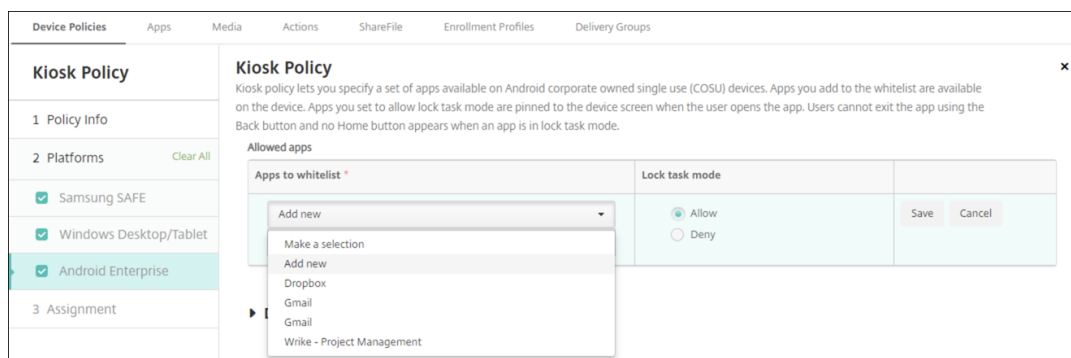 Device Policies Apps Media Actions ShareFile Enrollment Profiles Delivery Groups
Kiosk Policy
1 Policy Info
2 Platforms Clear All
Samsung SAFE
Windows Desktop/Tablet
Android Enterprise
3 Assignment
Kiosk Policy
Kiosk policy lets you specify a set of apps available on Android corporate owned single use (COSU) devices. Apps you add to the whitelist are available
on the device. Apps you set to allow lock task mode are pinned to the device screen when the user opens the app. Users cannot exit the app using the
Back button and no Home button appears when an app is in lock task mode.
Allowed apps
Apps to whitelist * Lock task mode
Add new Allow Save Cancel
Deny
Make a selection
Add new
Dropbox
Gmail
Gmail
Wrike - Project Management